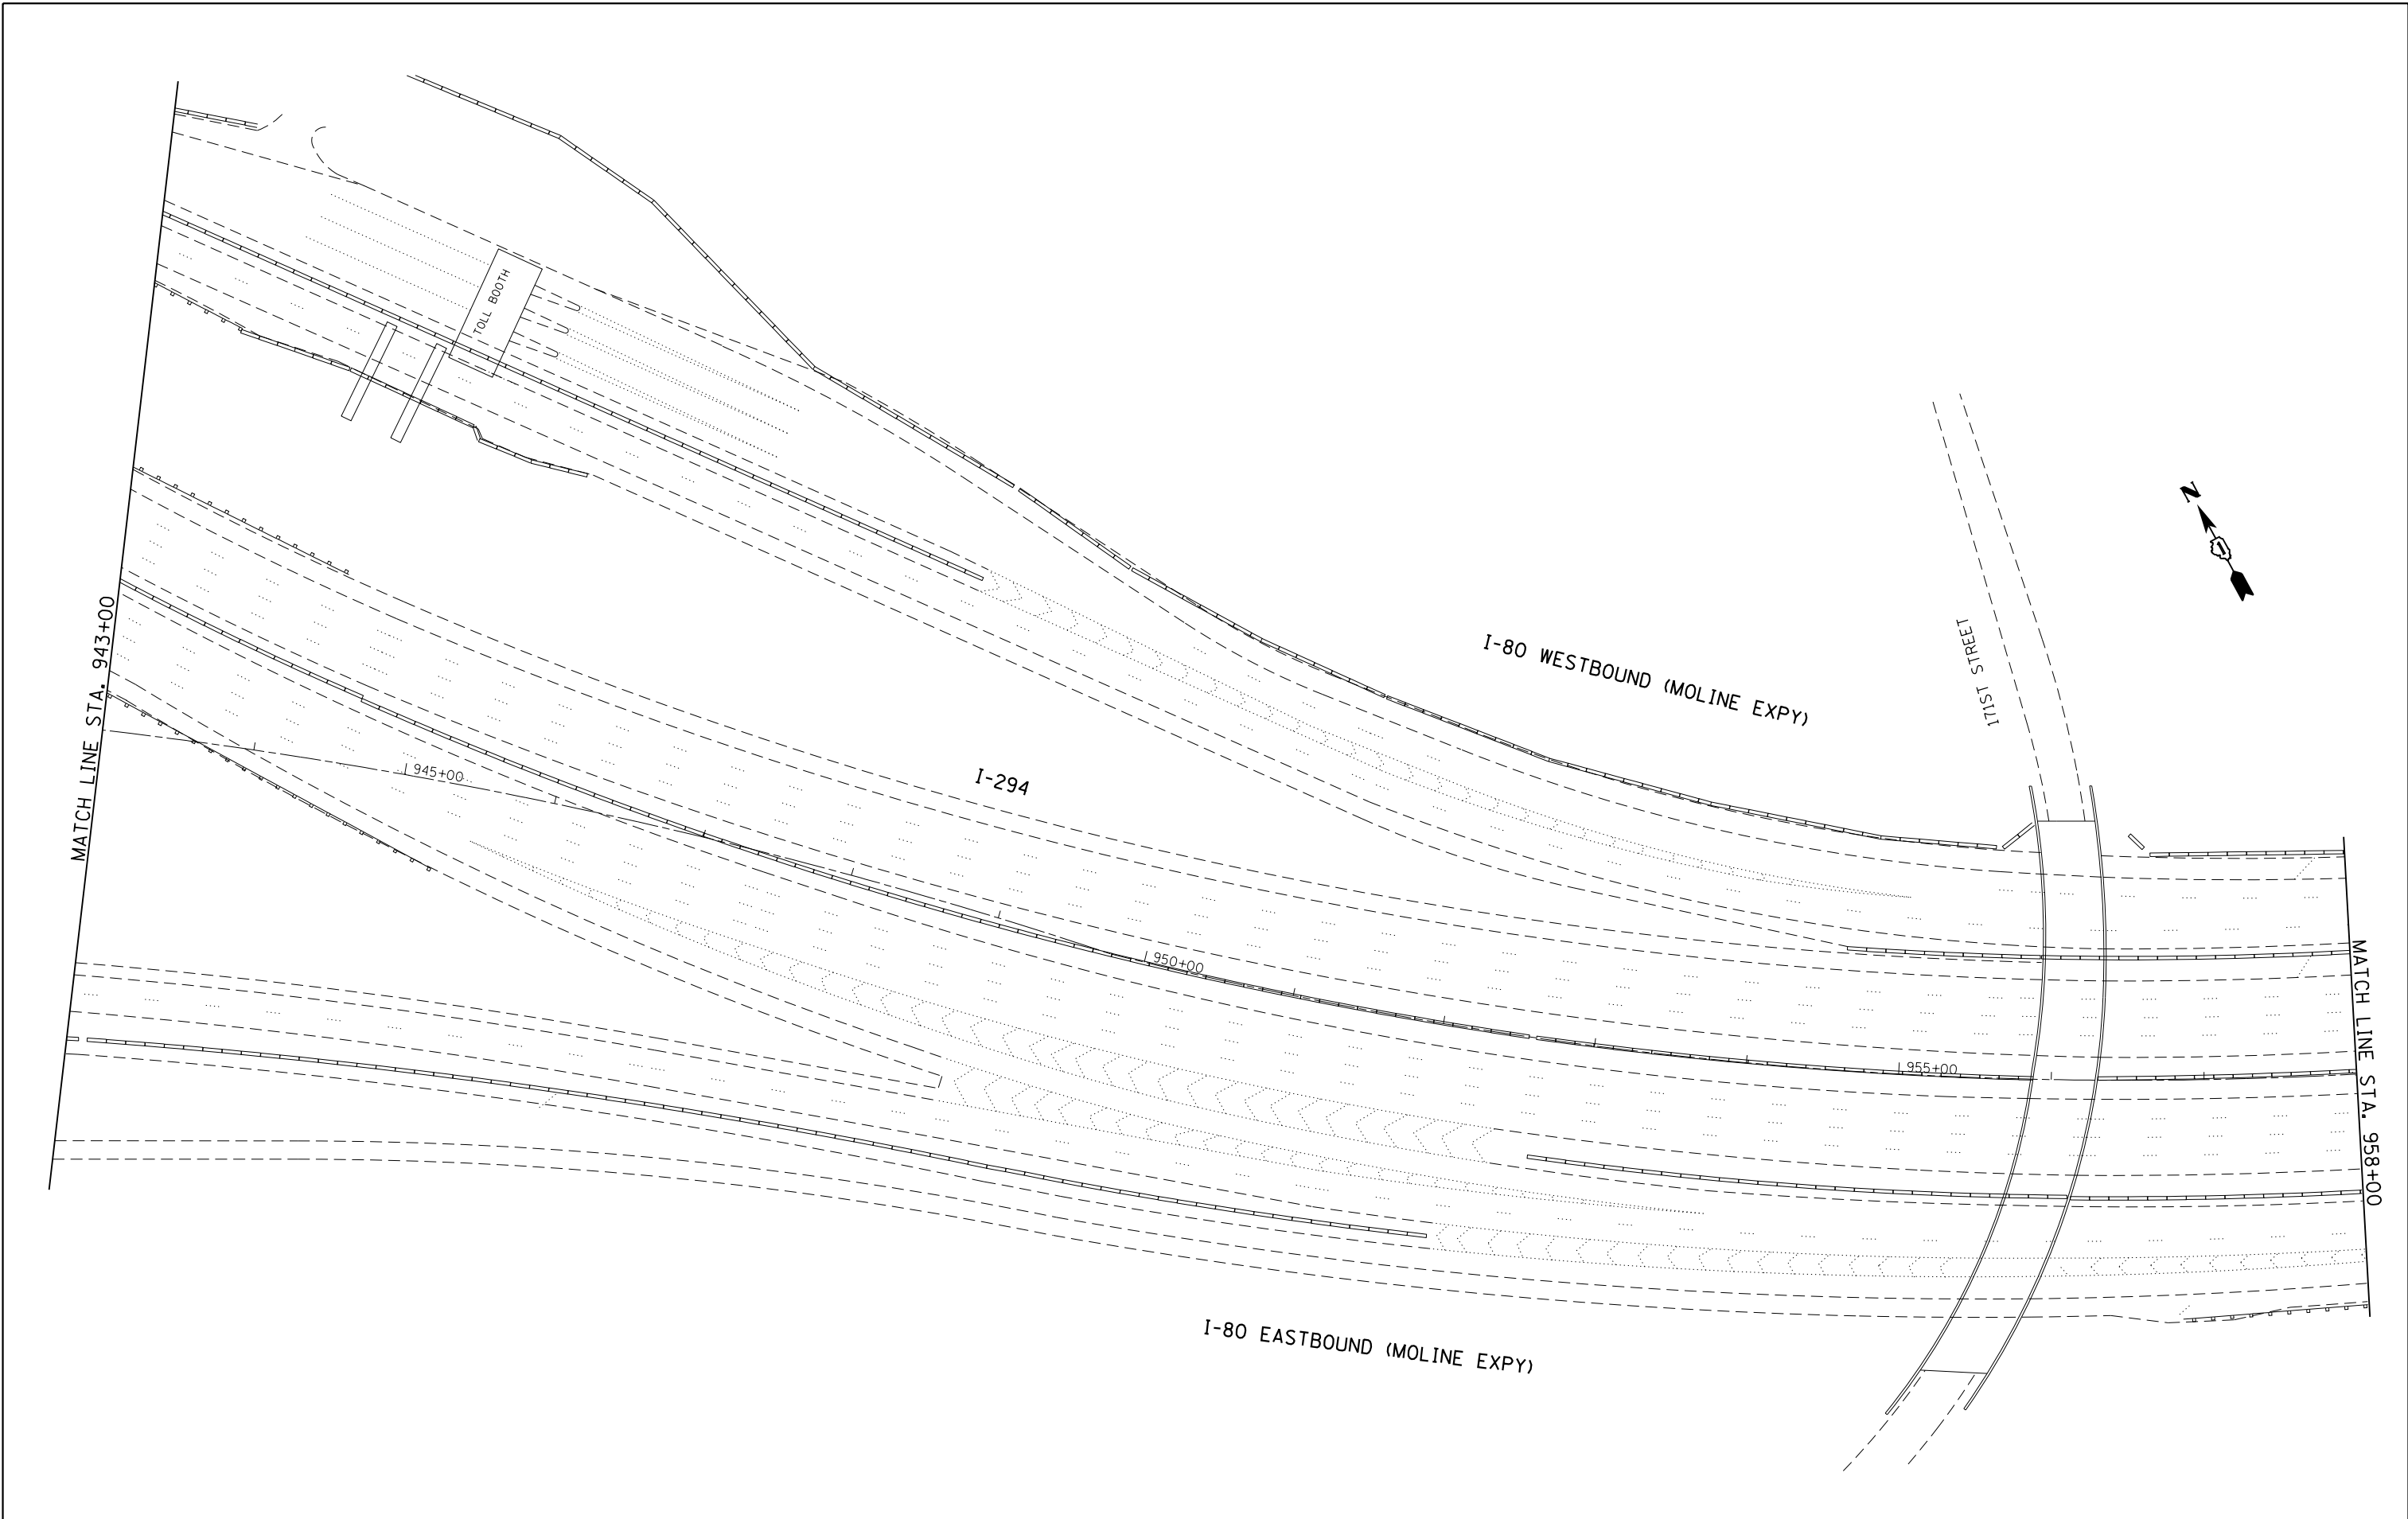 TOLL BOOTH
N
171ST STREET
I-80 WESTBOUND (MOLINE EXPY)
MATCH LINE STA. 943+00
945+00
I-294
950+00
955+00
MATCH LINE STA. 958+00
I-80 EASTBOUND (MOLINE EXPY)